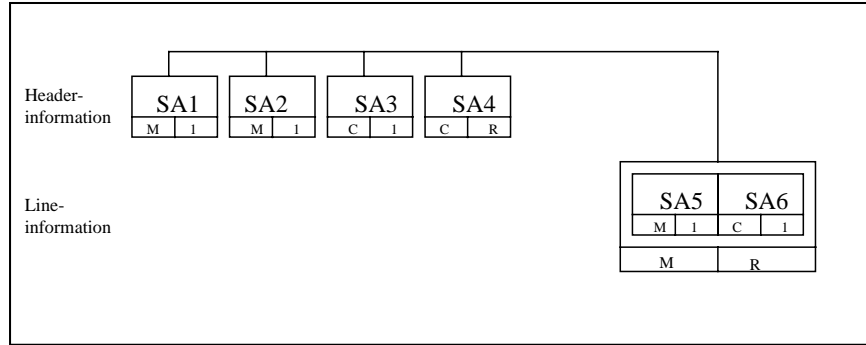 Header-
information
SA1 SA2 SA3 SA4
M 1 M 1 C 1 C R
Line-
information
SA5 SA6
M 1 C 1
M R